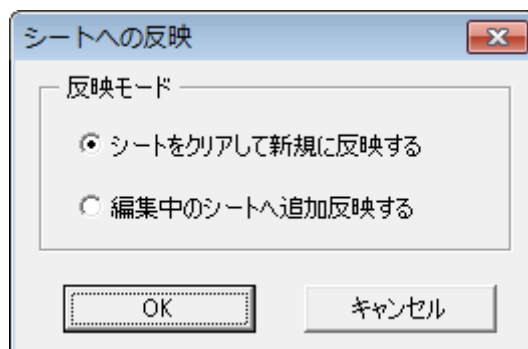 シートへの反映
反映モード
シートをクリアして新規に反映する
編集中のシートへ追加反映する
OK
キャンセル